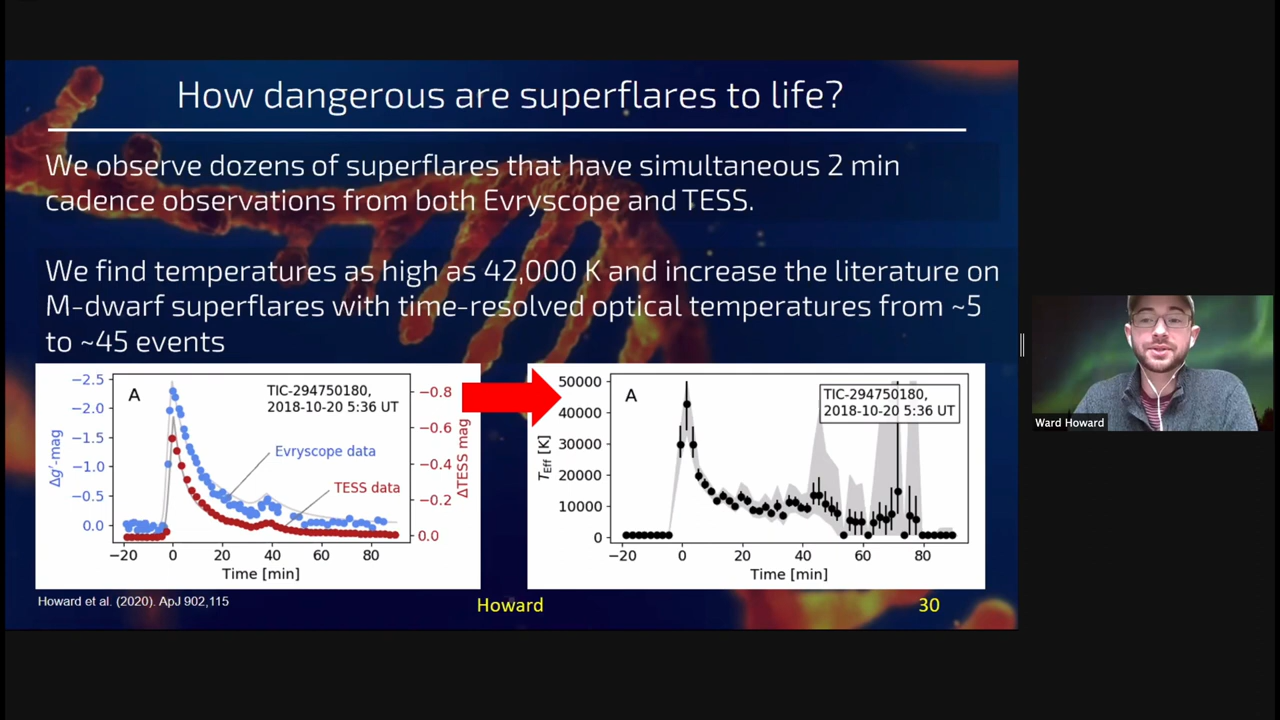 How dangerous are superflares to life?
We observe dozens of superflares that have simultaneous 2 min
cadence observations from both Evryscope and TESS.
We find temperatures as high as 42,000 K and increase the literature on
M-dwarf superflares with time-resolved optical temperatures from ~5
to ~45 events
A
TIC-294750180,
2018-10-20 5:36 UT
Evryscope data
TESS data
Δg′-mag
−2.5
−2.0
−1.5
−1.0
−0.5
0.0
−0.8
−0.6
−0.4
−0.2
0.0
ΔTESS mag
−20 0 20 40 60 80
Time [min]
A
TIC-294750180,
2018-10-20 5:36 UT
T_Eff [K]
50000
40000
30000
20000
10000
0
−20 0 20 40 60 80
Time [min]
Howard et al. (2020). ApJ 902,115
Howard
30
Ward Howard